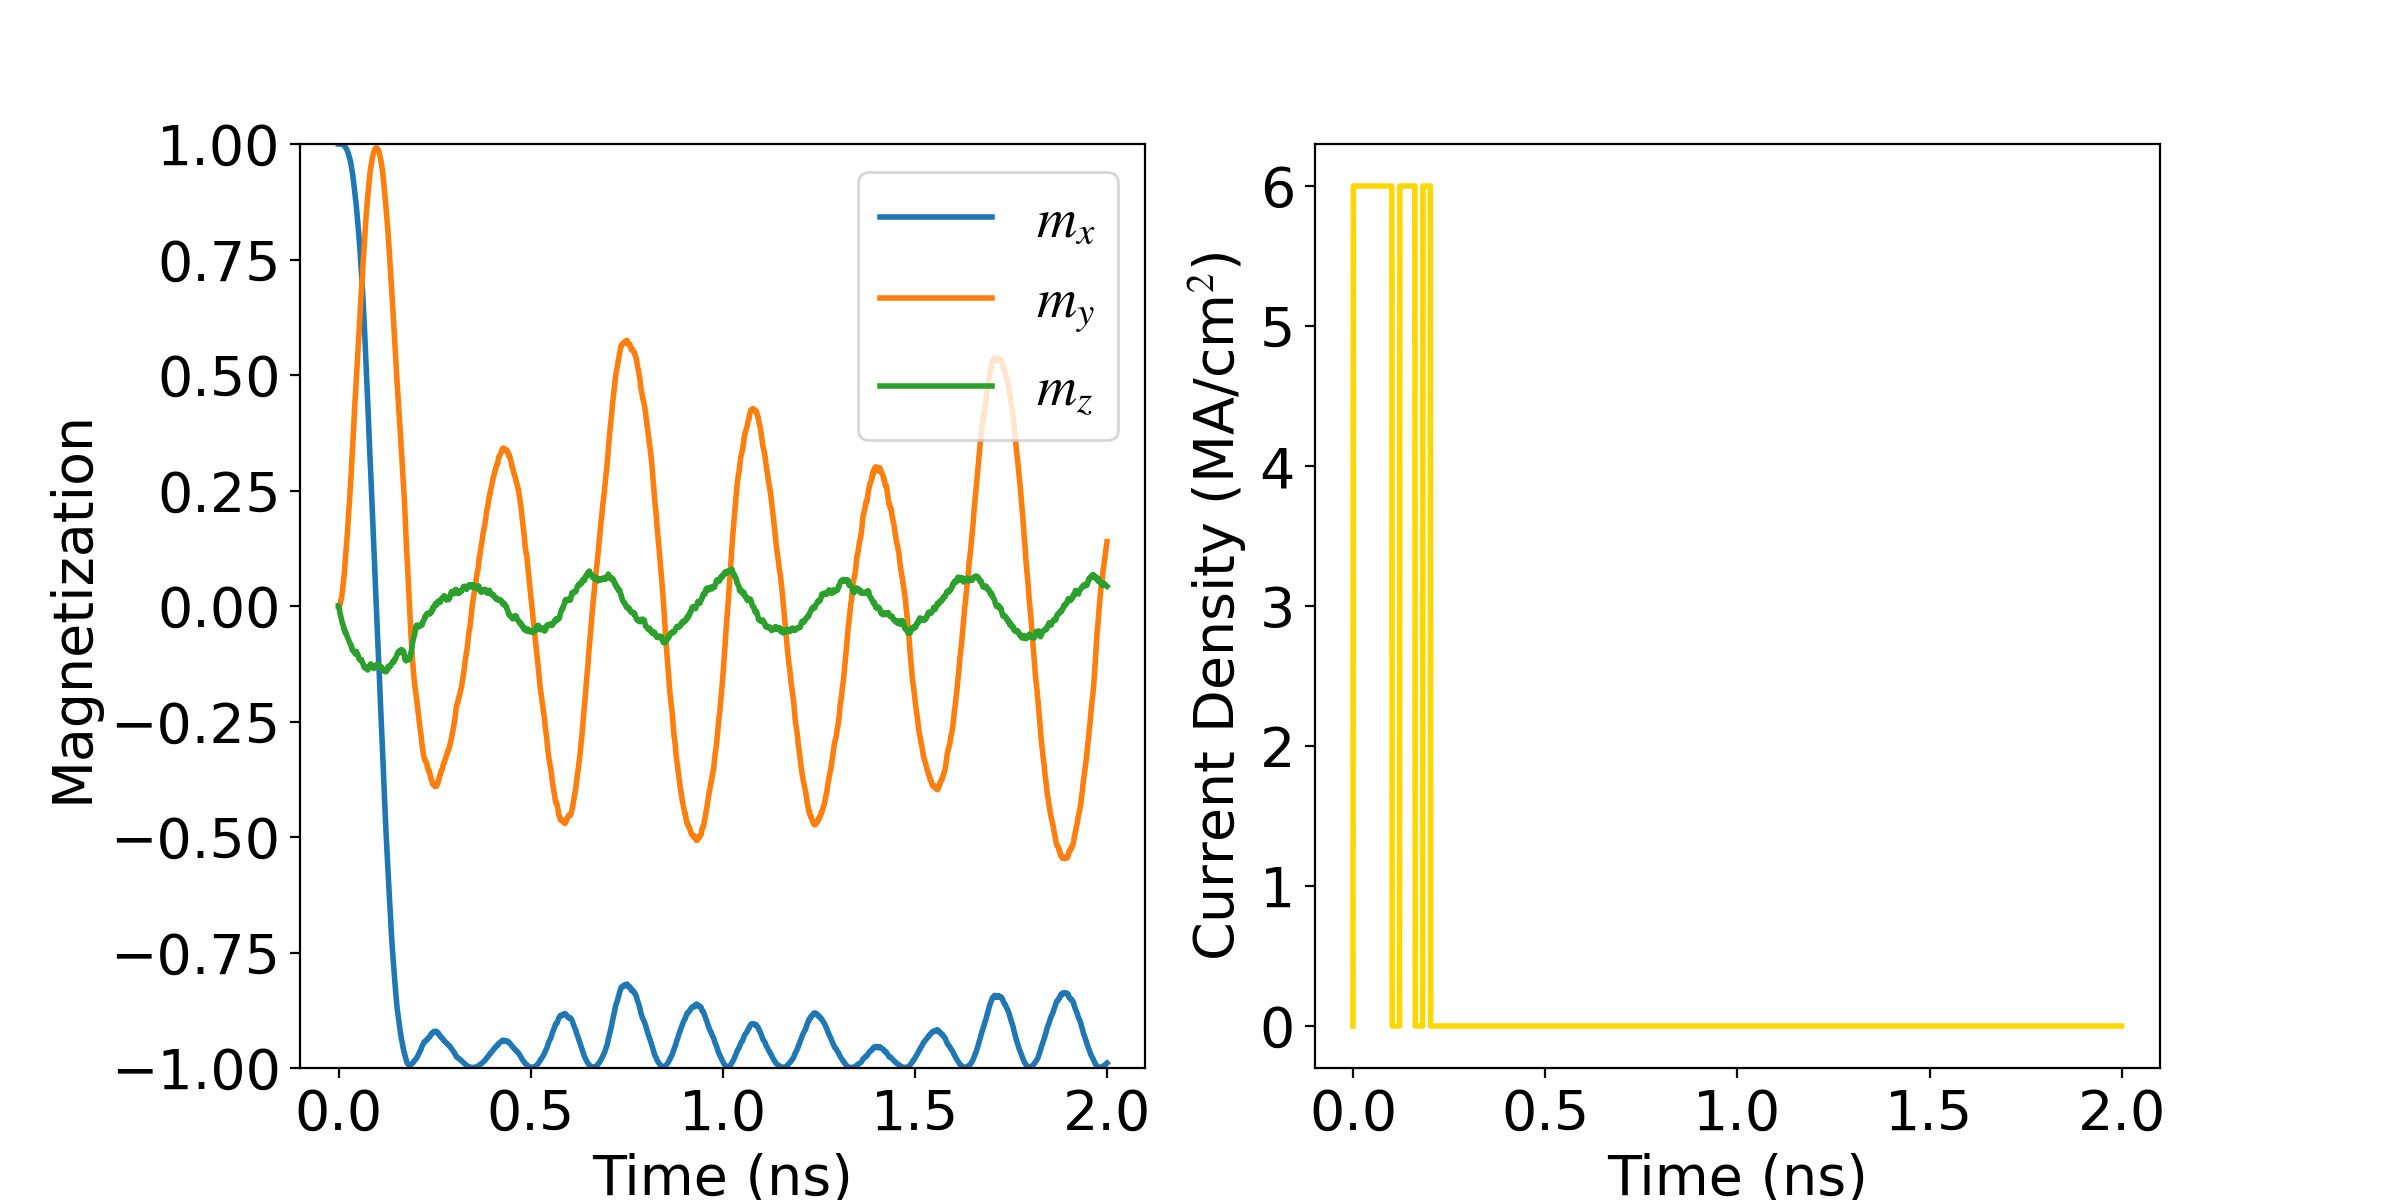 1.00
0.75
0.50
0.25
0.00
−0.25
−0.50
−0.75
−1.00
Magnetization
0.0 0.5 1.0 1.5 2.0
Time (ns)
m_x
m_y
m_z
6
5
4
3
2
1
0
Current Density (MA/cm²)
0.0 0.5 1.0 1.5 2.0
Time (ns)